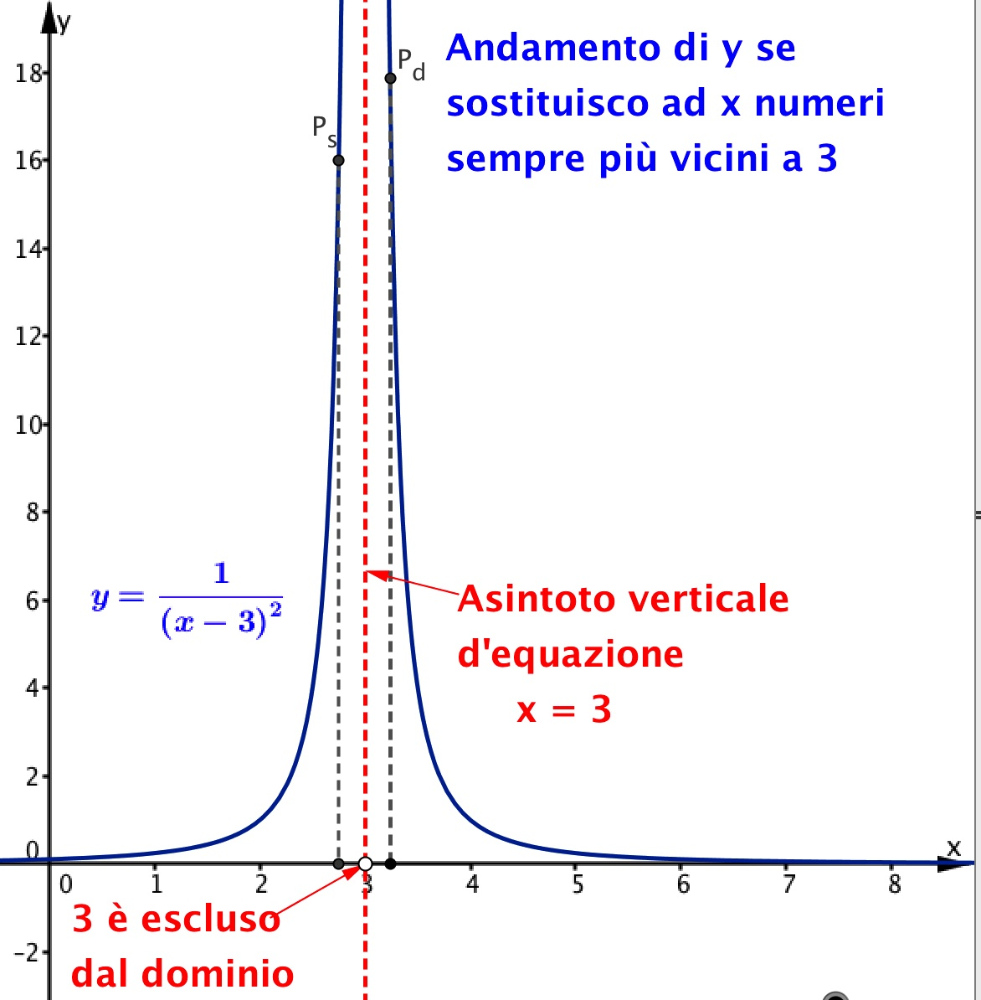 y
Andamento di y se
sostituisco ad x numeri
sempre più vicini a 3
P_d
P_s
18
16
14
12
10
8
6
4
2
0
-2
y = 1/(x - 3)^2
Asintoto verticale
d'equazione
x = 3
x
0 1 2 3 4 5 6 7 8
3 è escluso
dal dominio